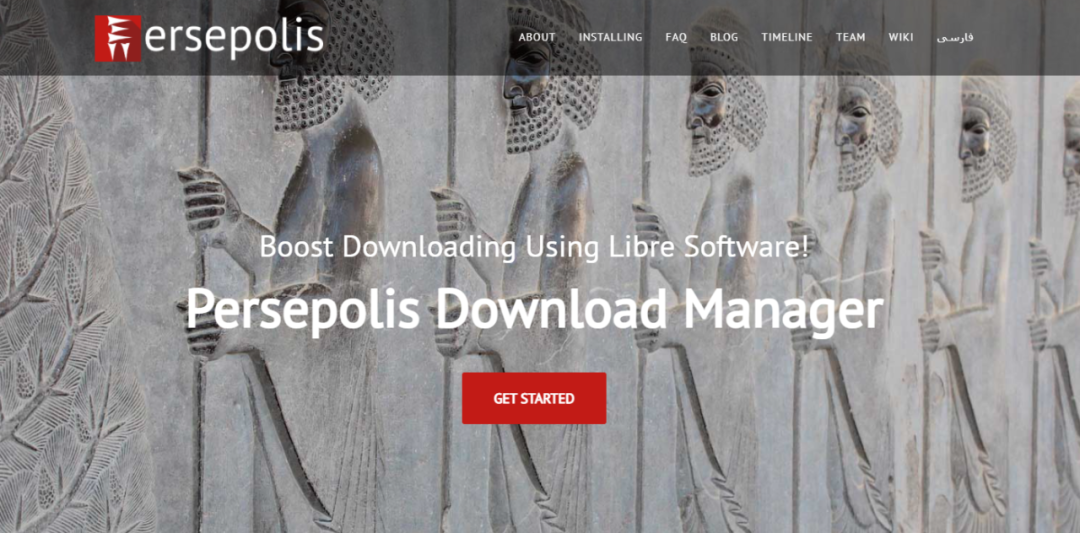 ersepolis
ABOUT INSTALLING FAQ BLOG TIMELINE TEAM WIKI فارسی
Boost Downloading Using Libre Software!
Persepolis Download Manager
GET STARTED